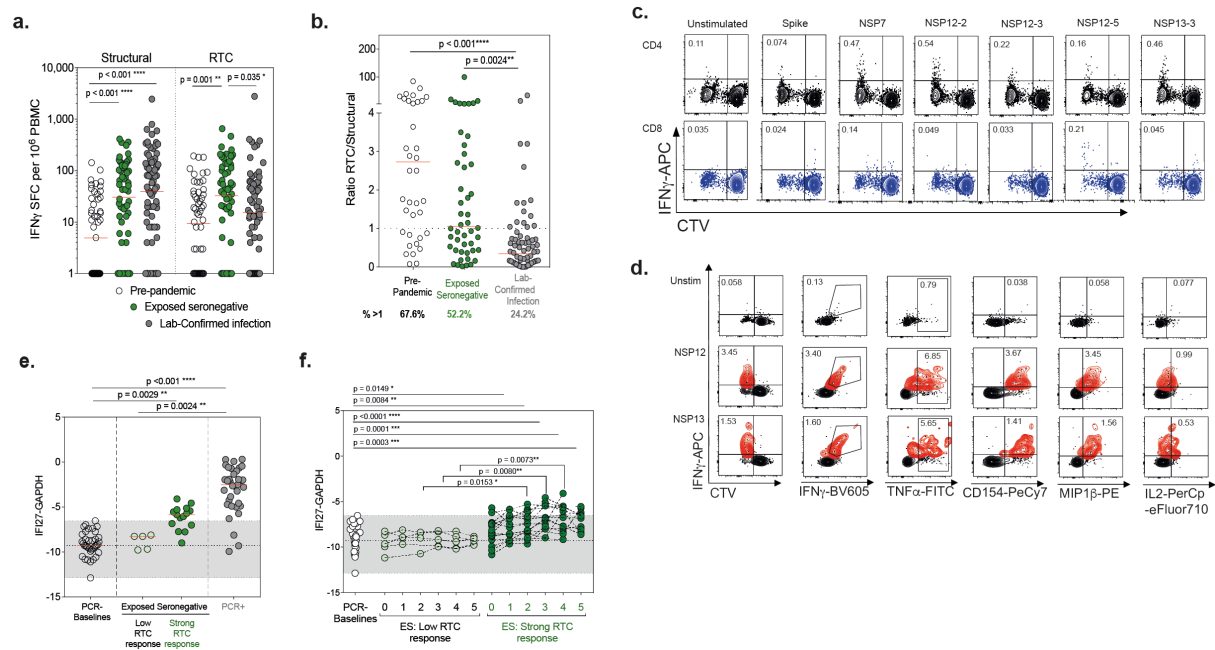 a.
Structural
RTC
p < 0.001 ****
p < 0.001 ****
p = 0.001 **
p = 0.035 *
IFNγ SFC per 10⁶ PBMC
10,000
1,000
100
10
1
Pre-pandemic
Exposed seronegative
Lab-Confirmed infection
b.
p < 0.001****
p = 0.0024**
Ratio RTC/Structural
100
80
60
40
20
4
3
2
1
0
Pre-
Pandemic
Exposed
Seronegative
Lab-
Confirmed
Infection
% >1
67.6%
52.2%
24.2%
c.
Unstimulated
Spike
NSP7
NSP12-2
NSP12-3
NSP12-5
NSP13-3
CD4
0.11
0.074
0.47
0.54
0.22
0.16
0.46
CD8
0.035
0.024
0.14
0.049
0.033
0.21
0.045
IFNγ-APC
CTV
d.
Unstim
0.058
0.13
0.79
0.038
0.058
0.077
NSP12
3.45
3.40
6.85
3.67
3.45
0.99
NSP13
1.53
1.60
5.65
1.41
1.56
0.53
IFNγ-APC
CTV
IFNγ-BV605
TNFα-FITC
CD154-PeCy7
MIP1β-PE
IL2-PerCp
-eFluor710
e.
p <0.001 ****
p = 0.0029 **
p = 0.0024 **
IFI27-GAPDH
5
0
-5
-10
-15
PCR-
Baselines
Exposed Seronegative
Low
RTC
response
Strong
RTC
response
PCR+
f.
p = 0.0149 *
p = 0.0084 **
p <0.0001 ****
p = 0.0001 ***
p = 0.0003 ***
p = 0.0073**
p = 0.0080**
p = 0.0153 *
IFI27-GAPDH
5
0
-5
-10
-15
PCR-
Baselines
0 1 2 3 4 5
0 1 2 3 4 5
ES: Low RTC
response
ES: Strong RTC
response